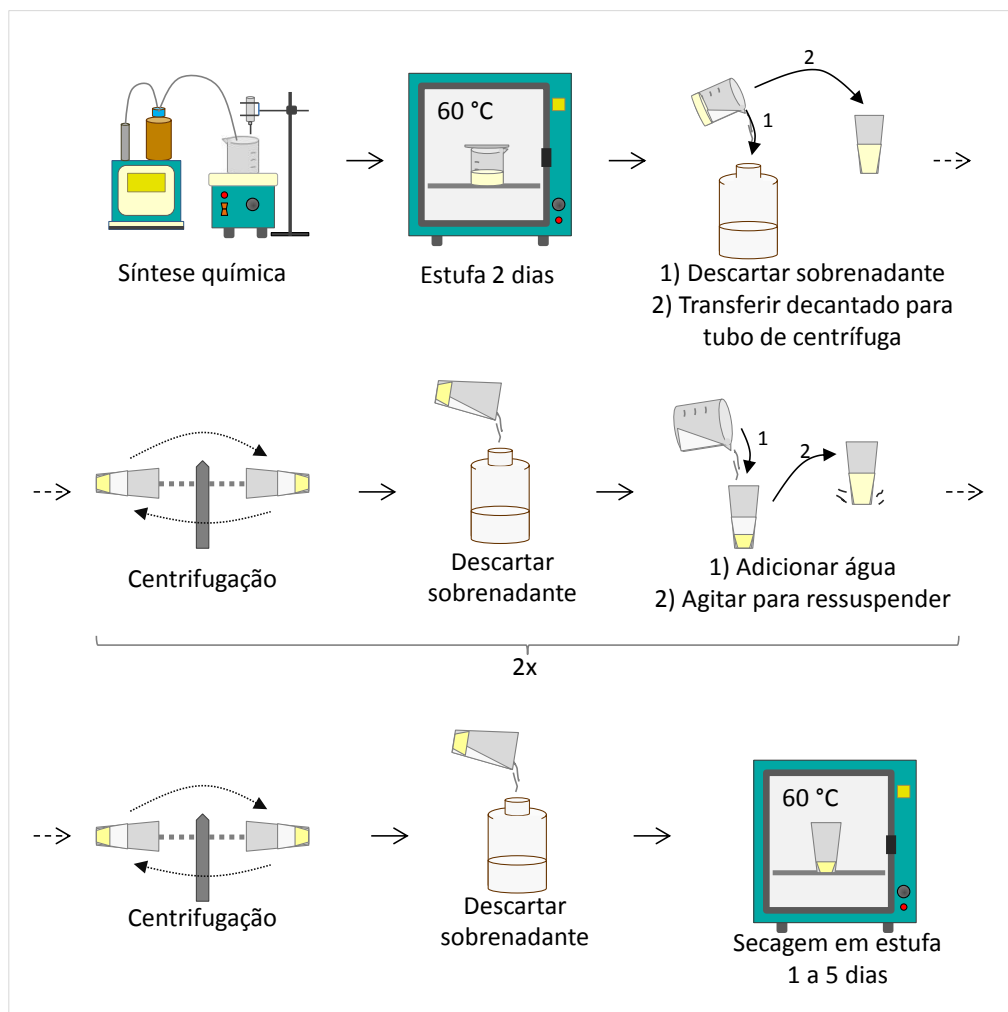 2
60 °C
1
Síntese química
Estufa 2 dias
1) Descartar sobrenadante
2) Transferir decantado para
tubo de centrífuga
1
2
Centrifugação
Descartar
sobrenadante
1) Adicionar água
2) Agitar para ressuspender
2x
60 °C
Centrifugação
Descartar
sobrenadante
Secagem em estufa
1 a 5 dias